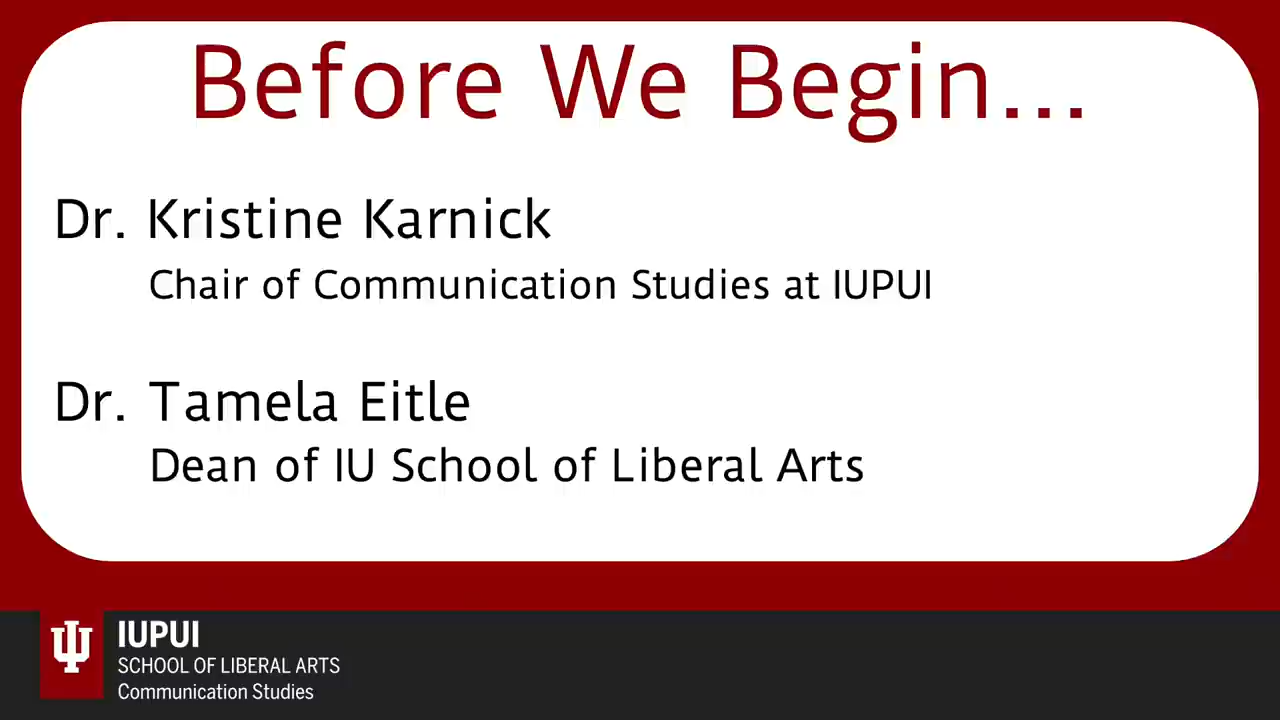 Before We Begin...
Dr. Kristine Karnick
Chair of Communication Studies at IUPUI
Dr. Tamela Eitle
Dean of IU School of Liberal Arts
IUPUI
SCHOOL OF LIBERAL ARTS
Communication Studies